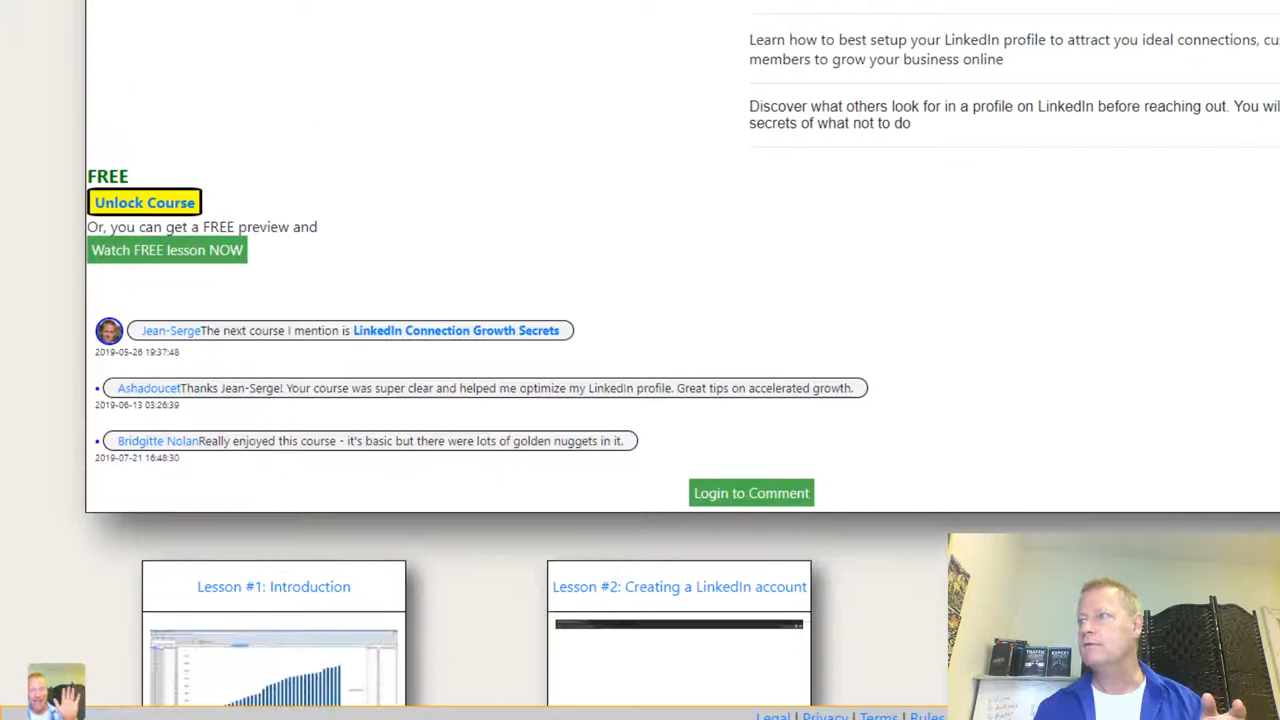 Learn how to best setup your LinkedIn profile to attract you ideal connections, cu
members to grow your business online
Discover what others look for in a profile on LinkedIn before reaching out. You wil
secrets of what not to do
FREE
Unlock Course
Or, you can get a FREE preview and
Watch FREE lesson NOW
Jean-SergeThe next course I mention is LinkedIn Connection Growth Secrets
2019-05-26 19:37:48
AshadoucetThanks Jean-Serge! Your course was super clear and helped me optimize my LinkedIn profile. Great tips on accelerated growth.
2019-06-13 03:26:39
Bridgitte NolanReally enjoyed this course - it's basic but there were lots of golden nuggets in it.
2019-07-21 16:48:30
Login to Comment
Lesson #1: Introduction
Lesson #2: Creating a LinkedIn account
TRAFFIC
EXPERT
Legal | Privacy | Terms | Rules